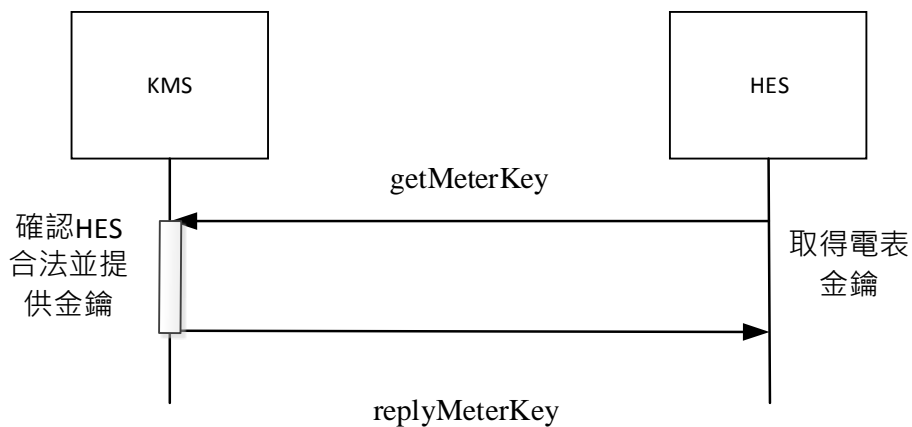 KMS
HES
getMeterKey
確認HES
合法並提
供金鑰
取得電表
金鑰
replyMeterKey